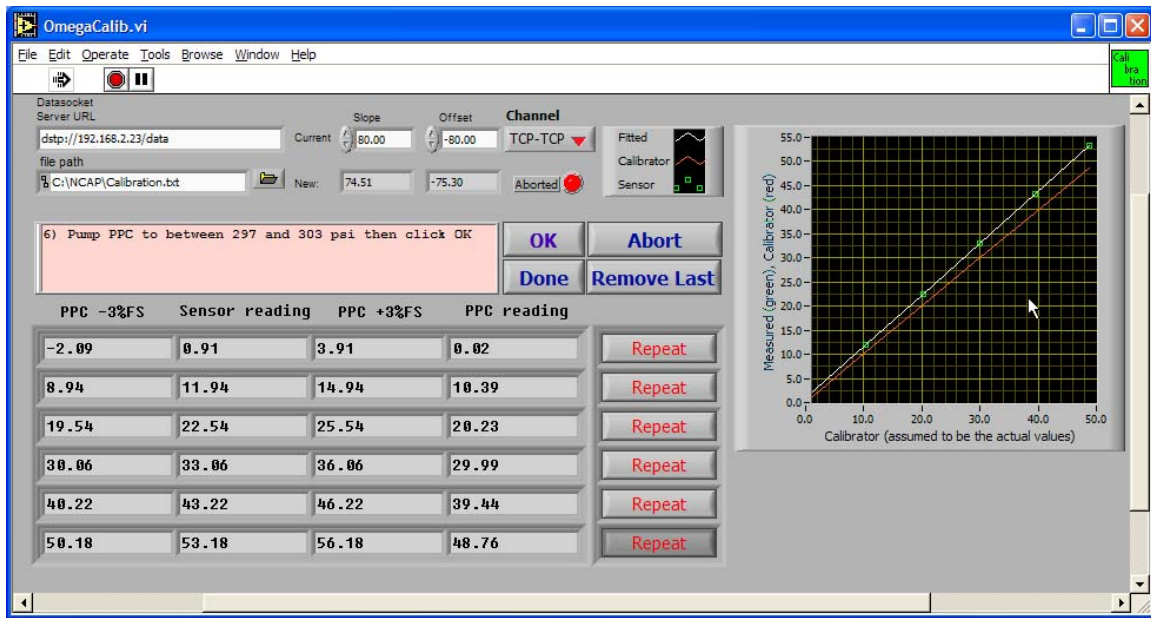 OmegaCalib.vi
File Edit Operate Tools Browse Window Help
Cali
bra
tion
Datasocket
Server URL
Slope Offset Channel
dstp://192.168.2.23/data Current 80.00 -80.00 TCP-TCP
file path
C:\NCAP\Calibration.txt New: 74.51 -75.30 Aborted
Fitted
Calibrator
Sensor
6) Pump PPC to between 297 and 303 psi then click OK
OK Abort
Done Remove Last
PPC -3%FS Sensor reading PPC +3%FS PPC reading
-2.09 0.91 3.91 0.02 Repeat
8.94 11.94 14.94 10.39 Repeat
19.54 22.54 25.54 20.23 Repeat
30.06 33.06 36.06 29.99 Repeat
40.22 43.22 46.22 39.44 Repeat
50.18 53.18 56.18 48.76 Repeat
Measured (green), Calibrator (red)
55.0
50.0
45.0
40.0
35.0
30.0
25.0
20.0
15.0
10.0
5.0
0.0
0.0 10.0 20.0 30.0 40.0 50.0
Calibrator (assumed to be the actual values)